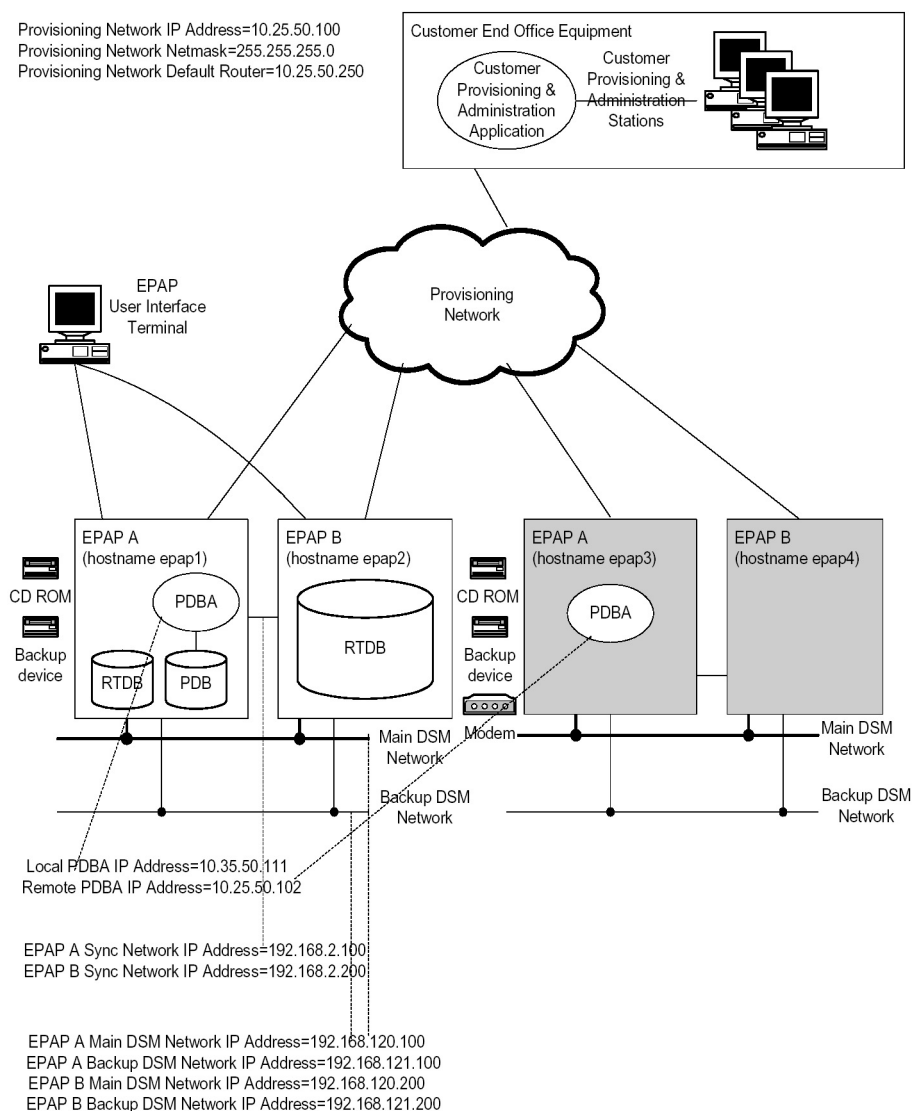 Provisioning Network IP Address=10.25.50.100
Provisioning Network Netmask=255.255.255.0
Provisioning Network Default Router=10.25.50.250
Customer End Office Equipment
Customer
Provisioning &
Administration
Application
Customer
Provisioning &
Administration
Stations
Provisioning
Network
EPAP
User Interface
Terminal
EPAP A
(hostname epap1)
PDBA
RTDB
PDB
CD ROM
Backup
device
EPAP B
(hostname epap2)
RTDB
CD ROM
Backup
device
Modem
EPAP A
(hostname epap3)
PDBA
EPAP B
(hostname epap4)
Main DSM
Network
Backup DSM
Network
Main DSM
Network
Backup DSM
Network
Local PDBA IP Address=10.35.50.111
Remote PDBA IP Address=10.25.50.102
EPAP A Sync Network IP Address=192.168.2.100
EPAP B Sync Network IP Address=192.168.2.200
EPAP A Main DSM Network IP Address=192.168.120.100
EPAP A Backup DSM Network IP Address=192.168.121.100
EPAP B Main DSM Network IP Address=192.168.120.200
EPAP B Backup DSM Network IP Address=192.168.121.200